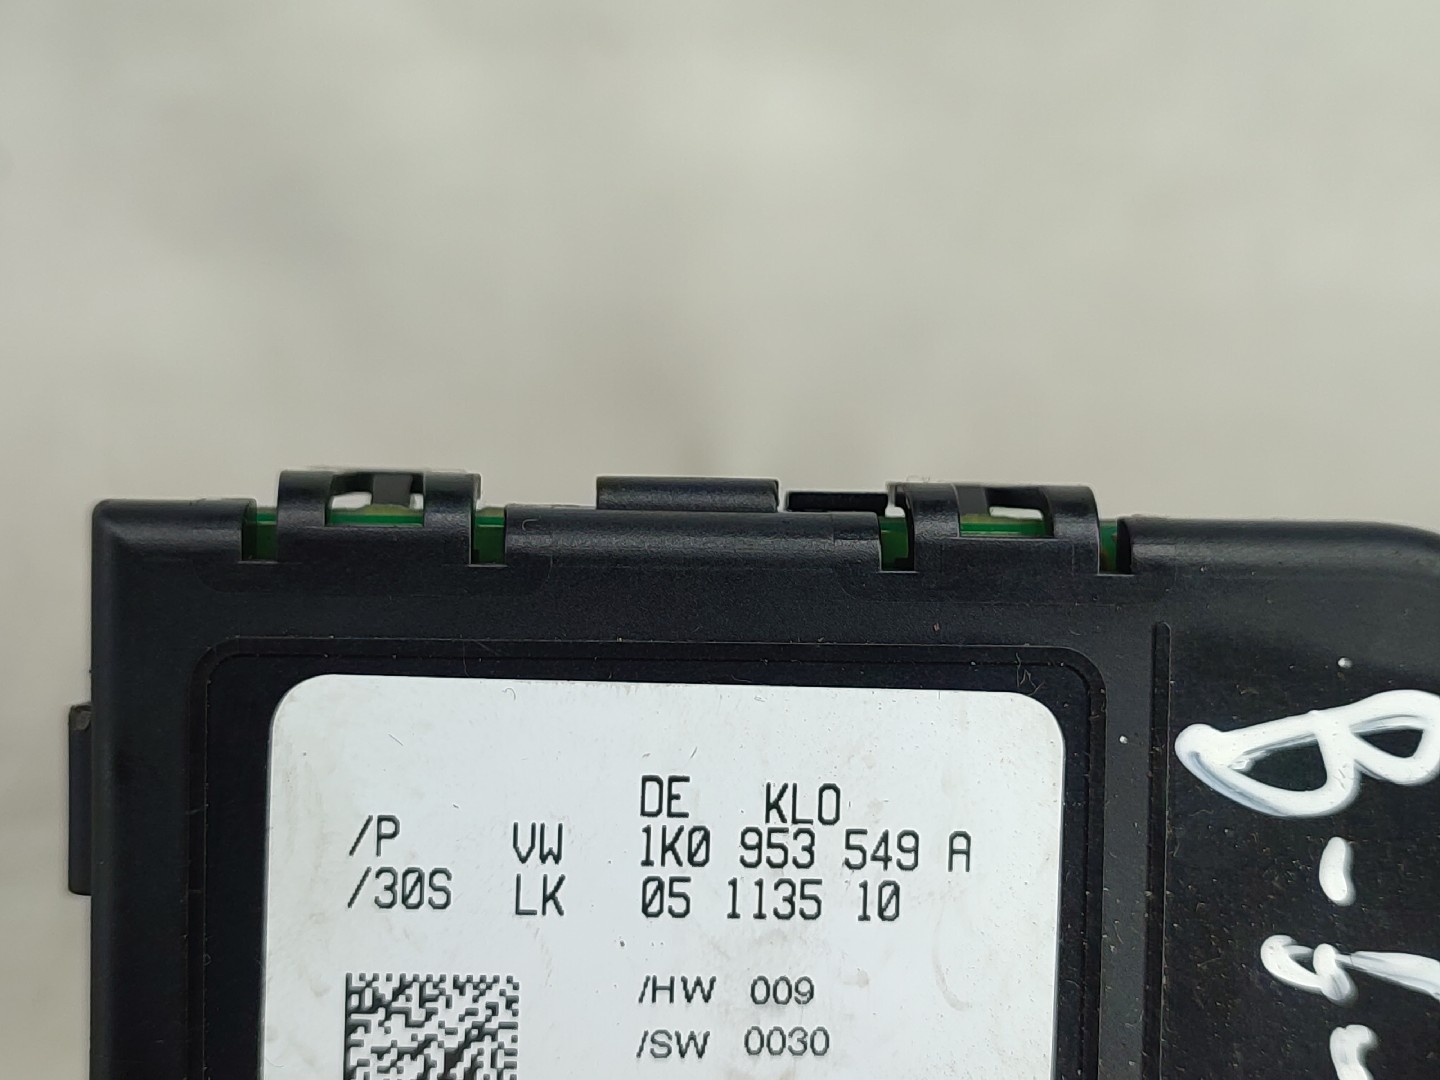 DE KLO
/P VW 1K0 953 549 A
/30S LK 05 1135 10
/HW 009
/SW 0030
B -